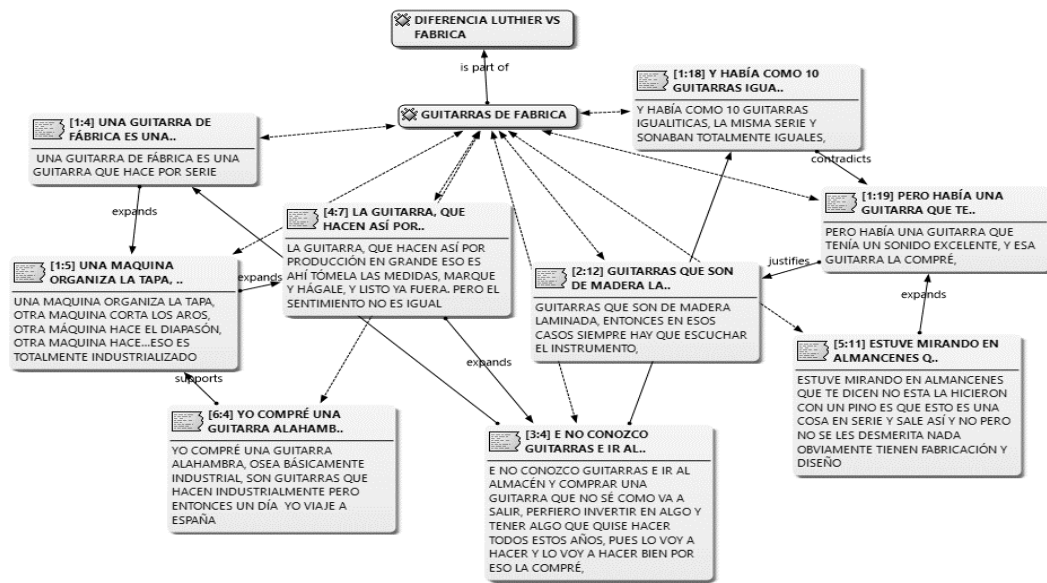 DIFERENCIA LUTHIER VS
FABRICA
is part of
GUITARRAS DE FABRICA
[1:18] Y HABÍA COMO 10
GUITARRAS IGUA..
Y HABÍA COMO 10 GUITARRAS
IGUALITICAS, LA MISMA SERIE Y
SONABAN TOTALMENTE IGUALES,
[1:4] UNA GUITARRA DE
FÁBRICA ES UNA..
UNA GUITARRA DE FÁBRICA ES UNA
GUITARRA QUE HACE POR SERIE
contradicts
expands
[1:19] PERO HABÍA UNA
GUITARRA QUE TE..
PERO HABÍA UNA GUITARRA QUE
TENÍA UN SONIDO EXCELENTE, Y ESA
GUITARRA LA COMPRÉ,
[4:7] LA GUITARRA, QUE
HACEN ASÍ POR..
LA GUITARRA, QUE HACEN ASÍ POR
PRODUCCIÓN EN GRANDE ESO ES
AHÍ TÓMELA LAS MEDIDAS, MARQUE
Y HÁGALE, Y LISTO YA FUERA. PERO EL
SENTIMIENTO NO ES IGUAL
[1:5] UNA MAQUINA
ORGANIZA LA TAPA, ..
UNA MAQUINA ORGANIZA LA TAPA,
OTRA MAQUINA CORTA LOS AROS,
OTRA MÁQUINA HACE EL DIAPASÓN,
OTRA MAQUINA HACE...ESO ES
TOTALMENTE INDUSTRIALIZADO
expands
justifies
[2:12] GUITARRAS QUE SON
DE MADERA LA..
GUITARRAS QUE SON DE MADERA
LAMINADA, ENTONCES EN ESOS
CASOS SIEMPRE HAY QUE ESCUCHAR
EL INSTRUMENTO,
expands
[5:11] ESTUVE MIRANDO EN
ALMANCENES Q..
ESTUVE MIRANDO EN ALMANCENES
QUE TE DICEN NO ESTA LA HICIERON
CON UN PINO ES QUE ESTO ES UNA
COSA EN SERIE Y SALE ASÍ Y NO PERO
NO SE LES DESMERITA NADA
OBVIAMENTE TIENEN FABRICACIÓN Y
DISEÑO
expands
supports
[6:4] YO COMPRÉ UNA
GUITARRA ALAHAMB..
YO COMPRÉ UNA GUITARRA
ALAHAMBRA, OSEA BÁSICAMENTE
INDUSTRIAL, SON GUITARRAS QUE
HACEN INDUSTRIALMENTE PERO
ENTONCES UN DÍA YO VIAJE A
ESPAÑA
[3:4] E NO CONOZCO
GUITARRAS E IR AL..
E NO CONOZCO GUITARRAS E IR AL
ALMACÉN Y COMPRAR UNA
GUITARRA QUE NO SÉ COMO VA A
SALIR, PERFIERO INVERTIR EN ALGO Y
TENER ALGO QUE QUISE HACER
TODOS ESTOS AÑOS, PUES LO VOY A
HACER Y LO VOY A HACER BIEN POR
ESO LA COMPRÉ,